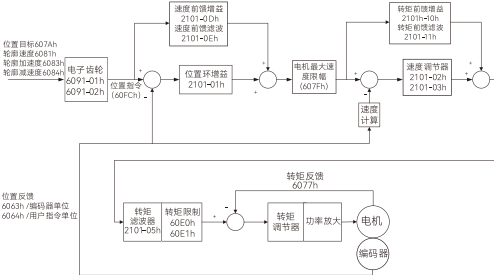 速度前馈增益
2101-0Dh
速度前馈滤波
2101-0Eh
转矩前馈增益
2101h-10h
转矩前馈滤波
2101-11h
位置目标607Ah
轮廓速度6081h
轮廓加速度6083h
轮廓减速度6084h
电子齿轮
6091-01h
6091-02h
位置指令
(60FCh)
位置环增益
2101-01h
电机最大速
度限幅
(607Fh)
速度调节器
2101-02h
2101-03h
速度
计算
位置反馈
6063h /编码器单位
6064h /用户指令单位
转矩反馈
6077h
转矩
滤波器
2101-05h
转矩限制
60E0h
60E1h
转矩
调节器
功率放大
电机
编码器